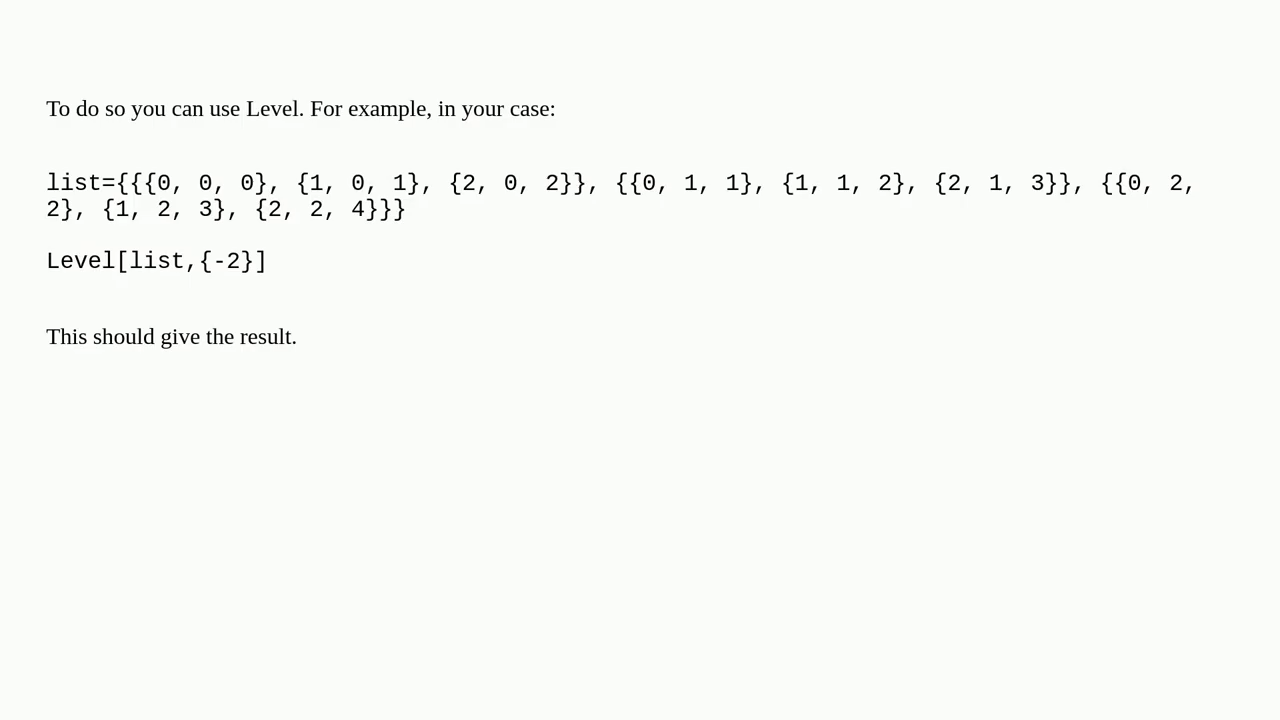 To do so you can use Level. For example, in your case:
list={{{0, 0, 0}, {1, 0, 1}, {2, 0, 2}}, {{0, 1, 1}, {1, 1, 2}, {2, 1, 3}}, {{0, 2,
2}, {1, 2, 3}, {2, 2, 4}}}
Level[list,{-2}]
This should give the result.